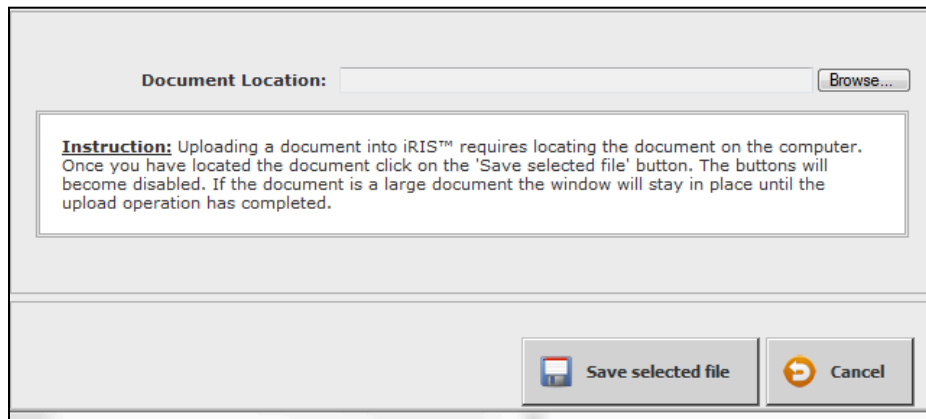 Document Location: Browse...
Instruction: Uploading a document into iRIS™ requires locating the document on the computer.
Once you have located the document click on the 'Save selected file' button. The buttons will
become disabled. If the document is a large document the window will stay in place until the
upload operation has completed.
Save selected file Cancel